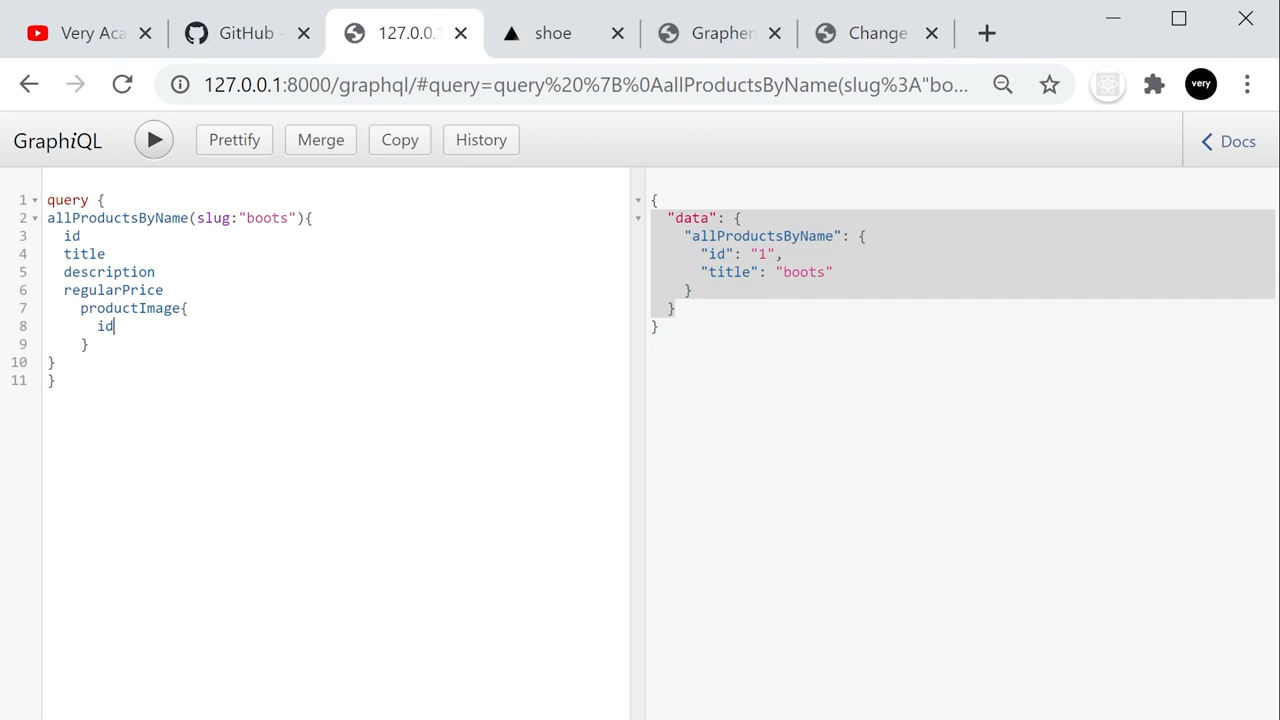 Very Aca
GitHub -
127.0.0.1
shoe
Graphen
Change
127.0.0.1:8000/graphql/#query=query%20%7B%0AallProductsByName(slug%3A"bo...
very
GraphiQL
Prettify
Merge
Copy
History
Docs
1 query {
2 allProductsByName(slug:"boots"){
3 id
4 title
5 description
6 regularPrice
7 productImage{
8 id
9 }
10 }
11 }
{
"data": {
"allProductsByName": {
"id": "1",
"title": "boots"
}
}
}